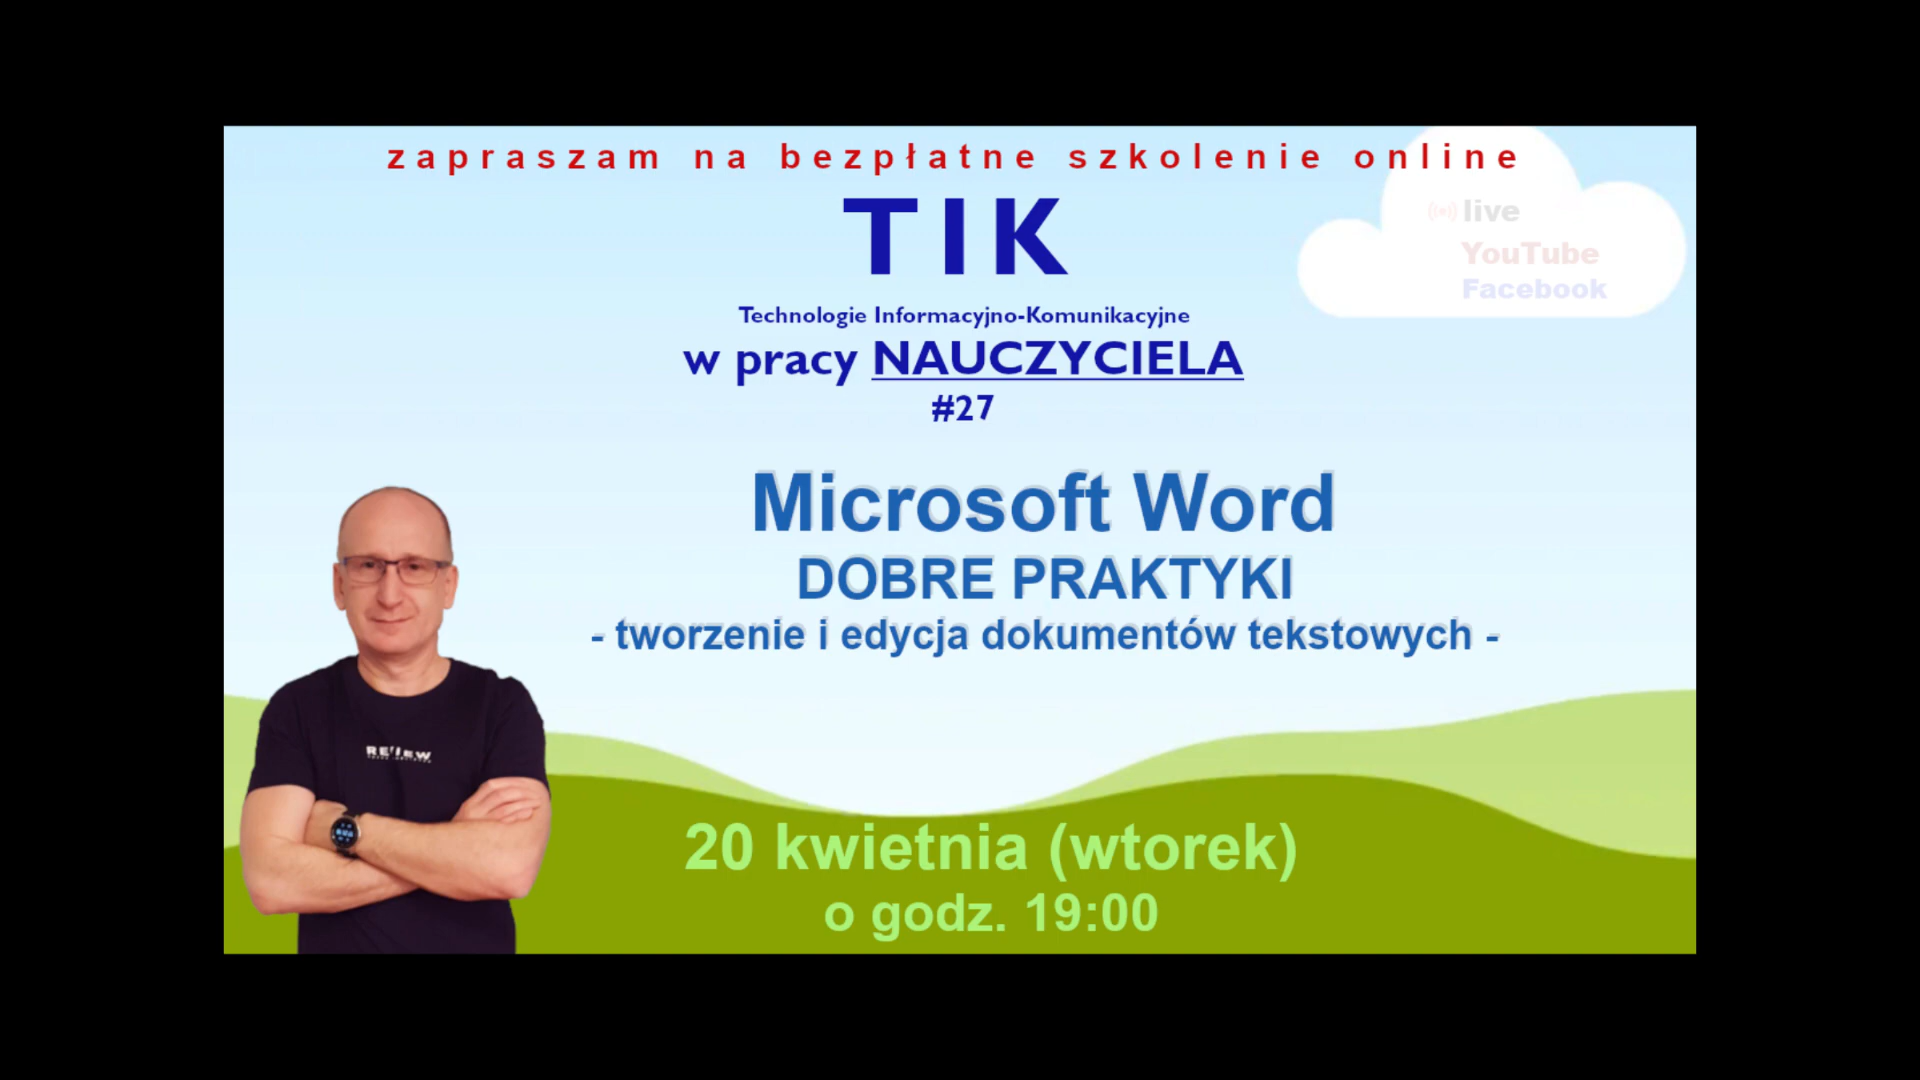 zapraszam na bezpłatne szkolenie online
TIK
live
YouTube
Facebook
Technologie Informacyjno-Komunikacyjne
w pracy NAUCZYCIELA
#27
Microsoft Word
DOBRE PRAKTYKI
- tworzenie i edycja dokumentów tekstowych -
20 kwietnia (wtorek)
o godz. 19:00